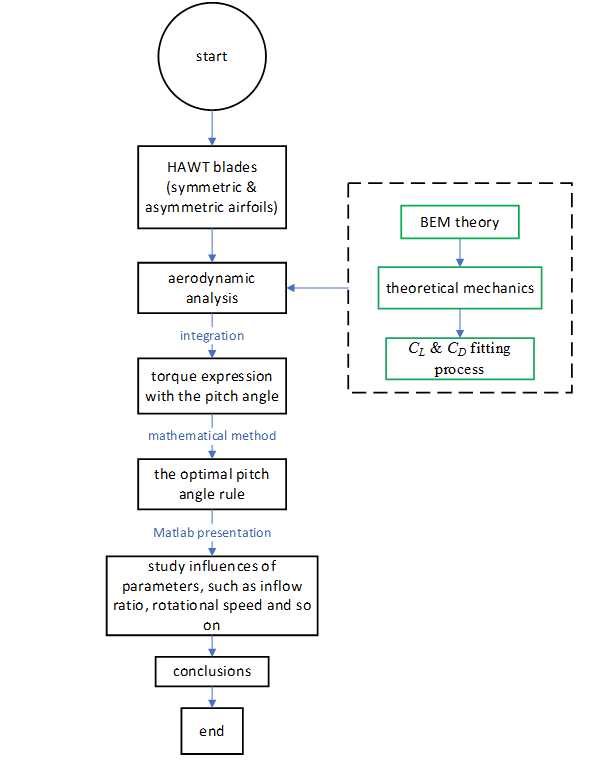 start
HAWT blades
(symmetric &
asymmetric airfoils)
BEM theory
aerodynamic
analysis
theoretical mechanics
integration
C_L & C_D fitting
process
torque expression
with the pitch angle
mathematical method
the optimal pitch
angle rule
Matlab presentation
study influences of
parameters, such as inflow
ratio, rotational speed and so
on
conclusions
end